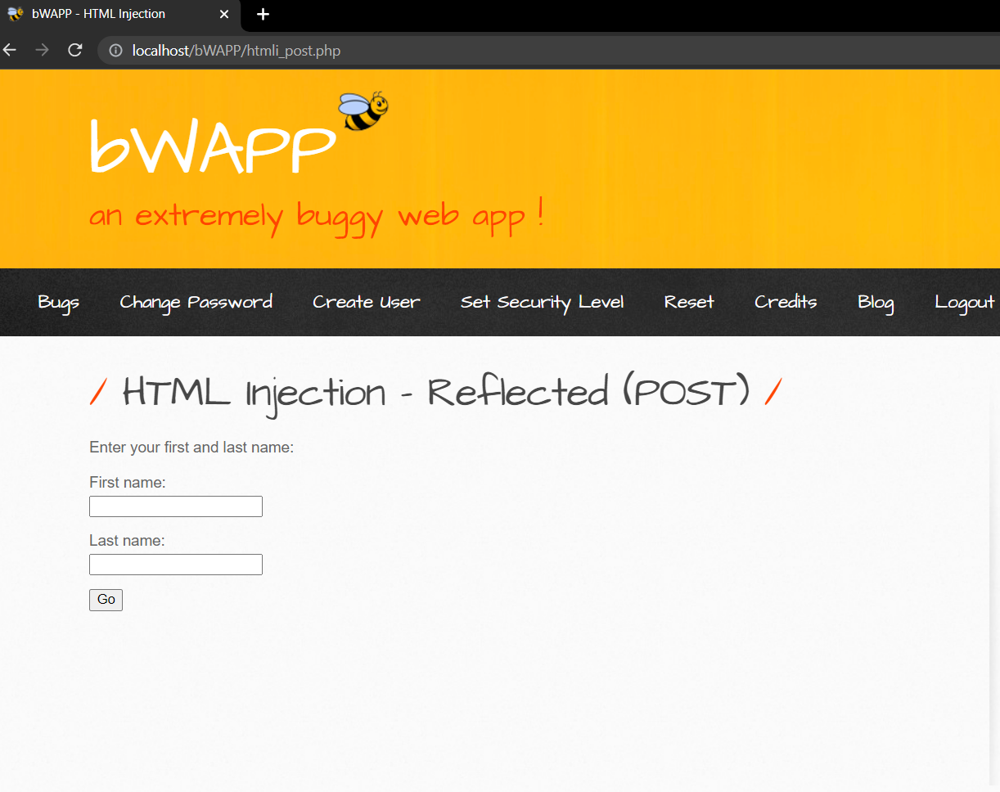 bWAPP - HTML Injection
localhost/bWAPP/htmli_post.php
bWAPP
an extremely buggy web app !
Bugs Change Password Create User Set Security Level Reset Credits Blog Logout
/ HTML Injection - Reflected (POST) /
Enter your first and last name:
First name:
Last name:
Go